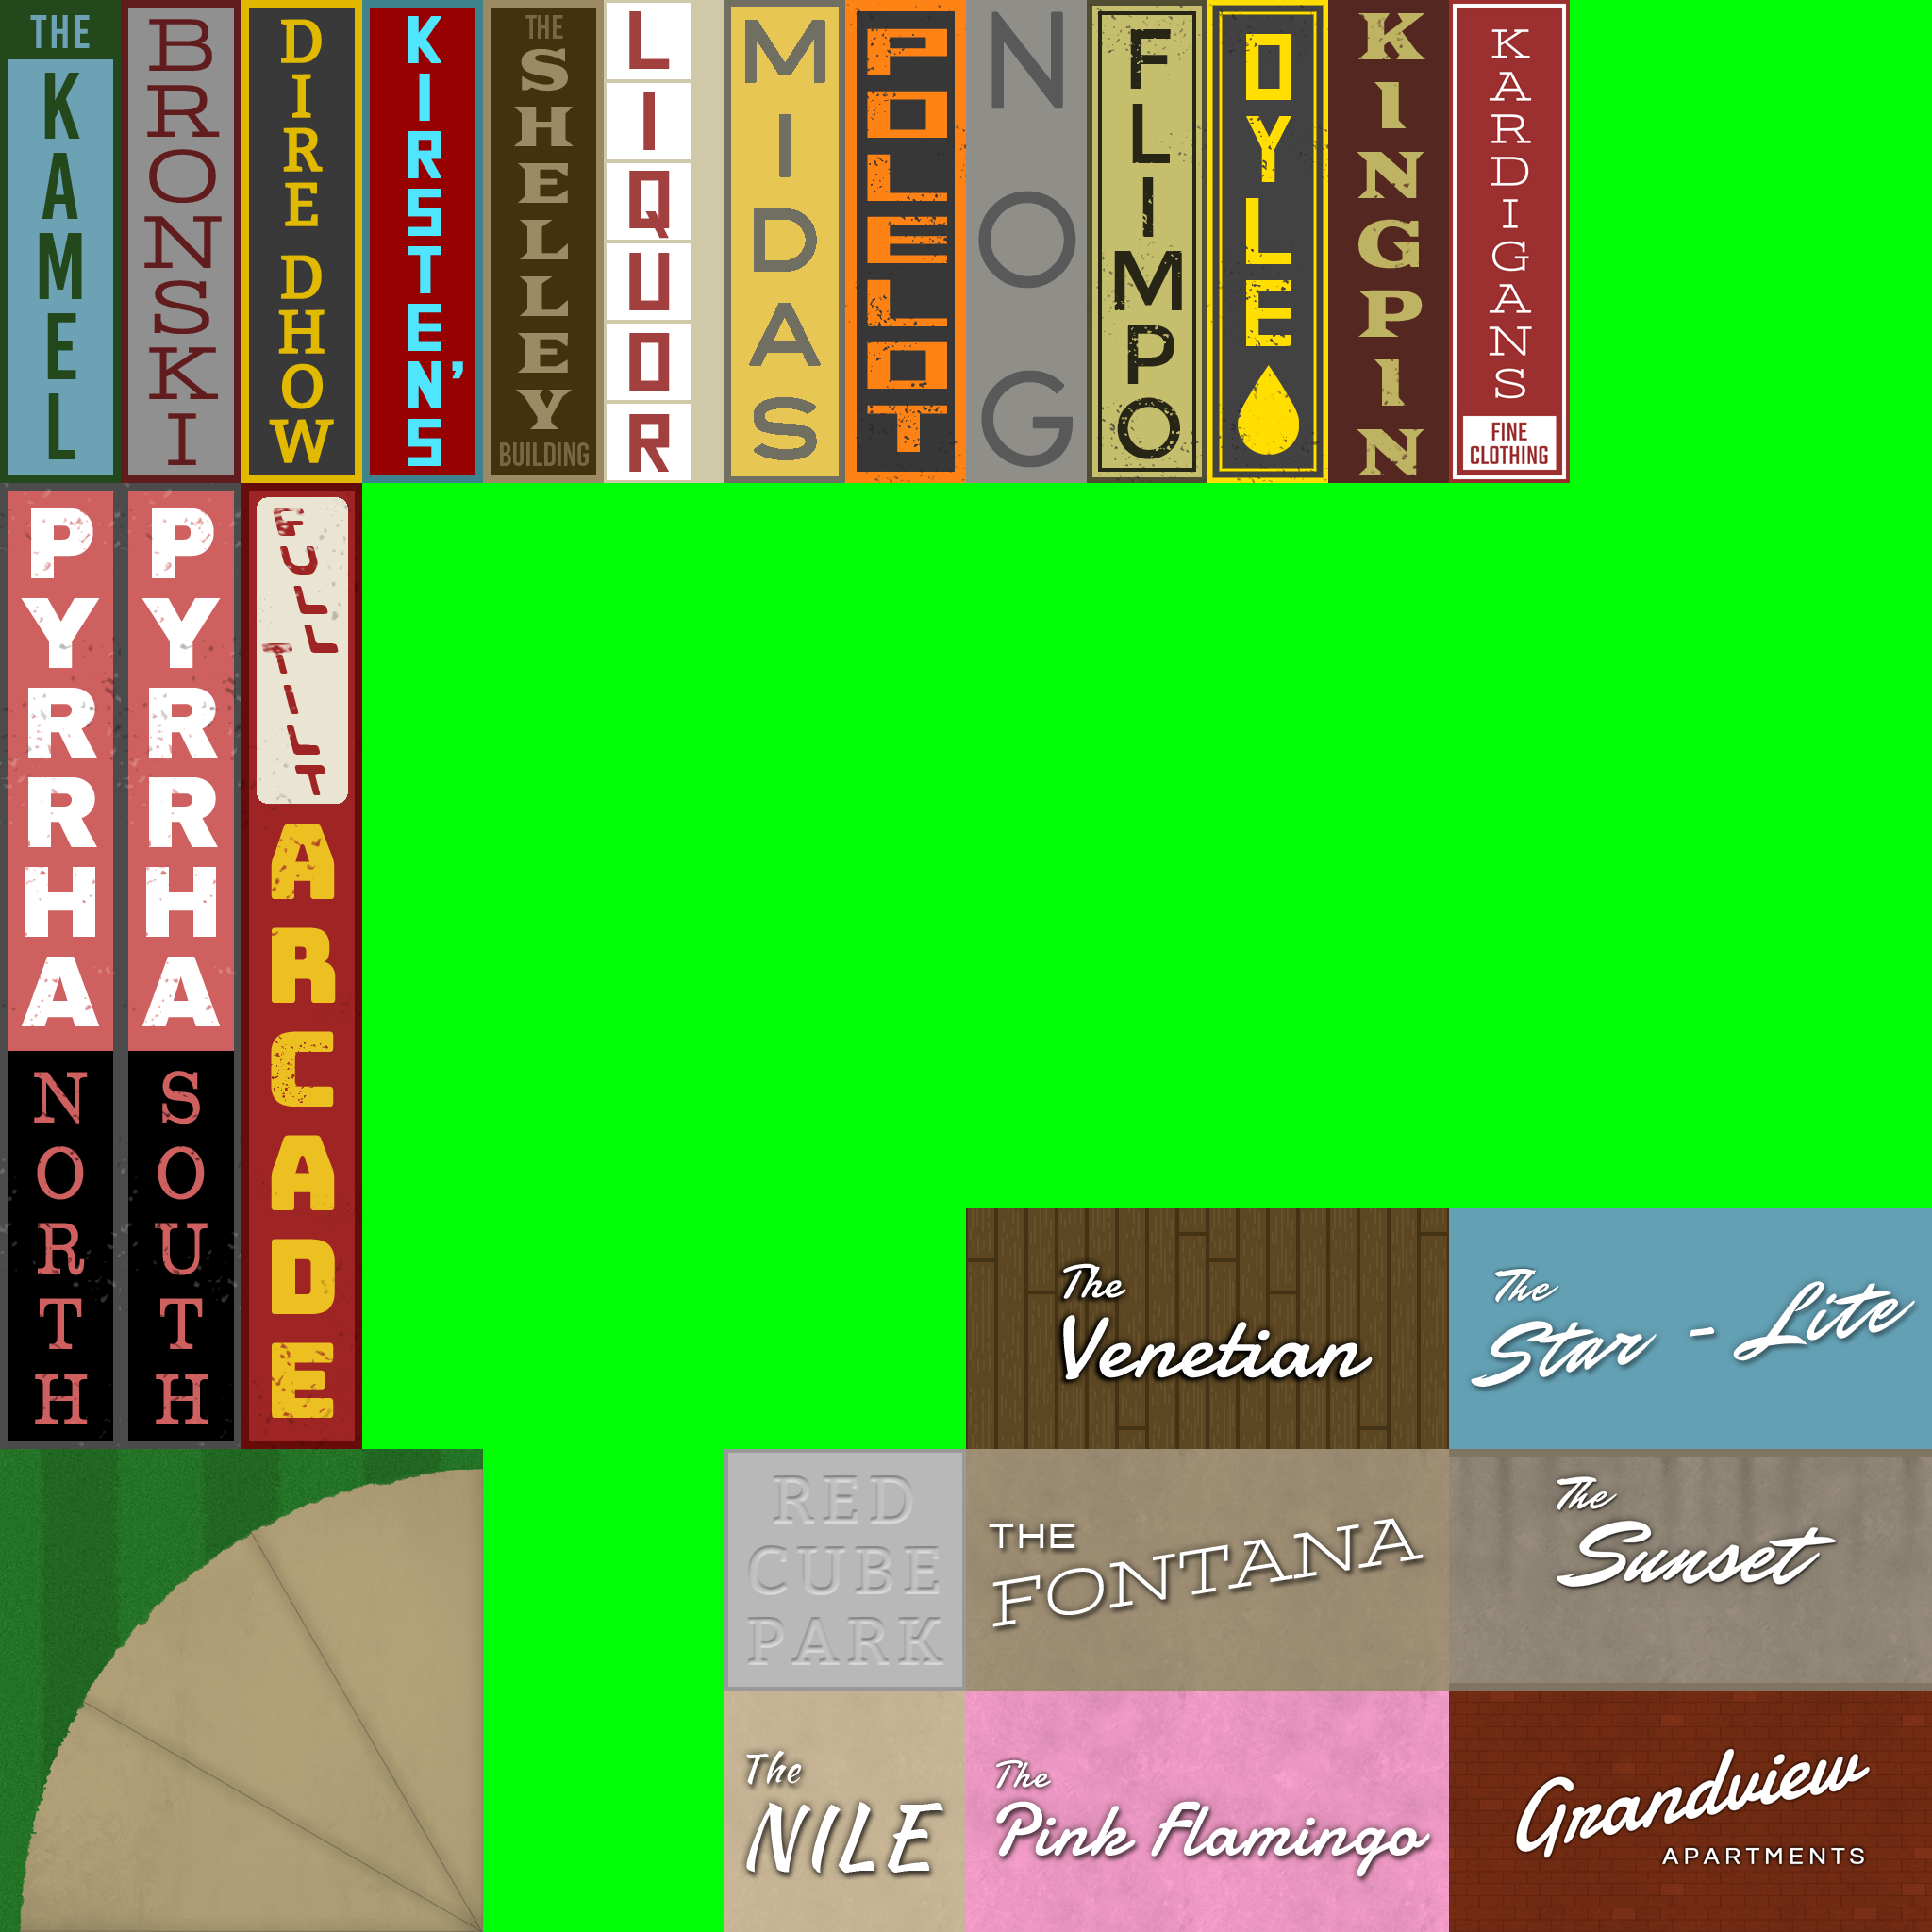 THE
KAMEL
BRONSKI
DIRE DHOW
KIRSTEN'S
THE
SHELLEY
BUILDING
LIQUOR
MIDAS
POLELOT
NOG
FLIMPO
OYLE
KINGPIN
KARDIGANS
FINE
CLOTHING
PYRRHA
NORTH
PYRRHA
SOUTH
FULL TILT
ARCADE
The
Venetian
The
Star - Lite
RED
CUBE
PARK
THE
FONTANA
The
Sunset
The
NILE
The
Pink Flamingo
Grandview
APARTMENTS